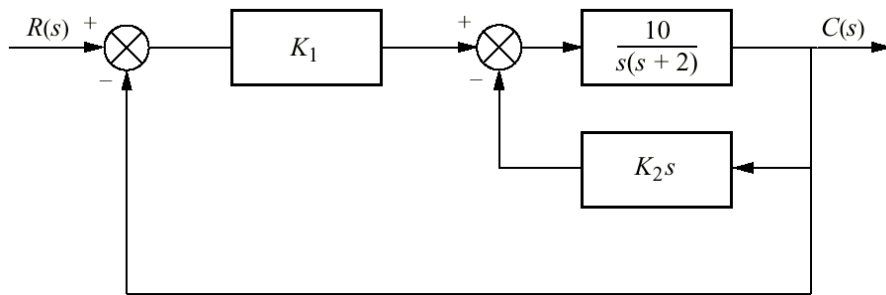 R(s) + K₁ + 10 C(s)
− − s(s + 2)
K₂s